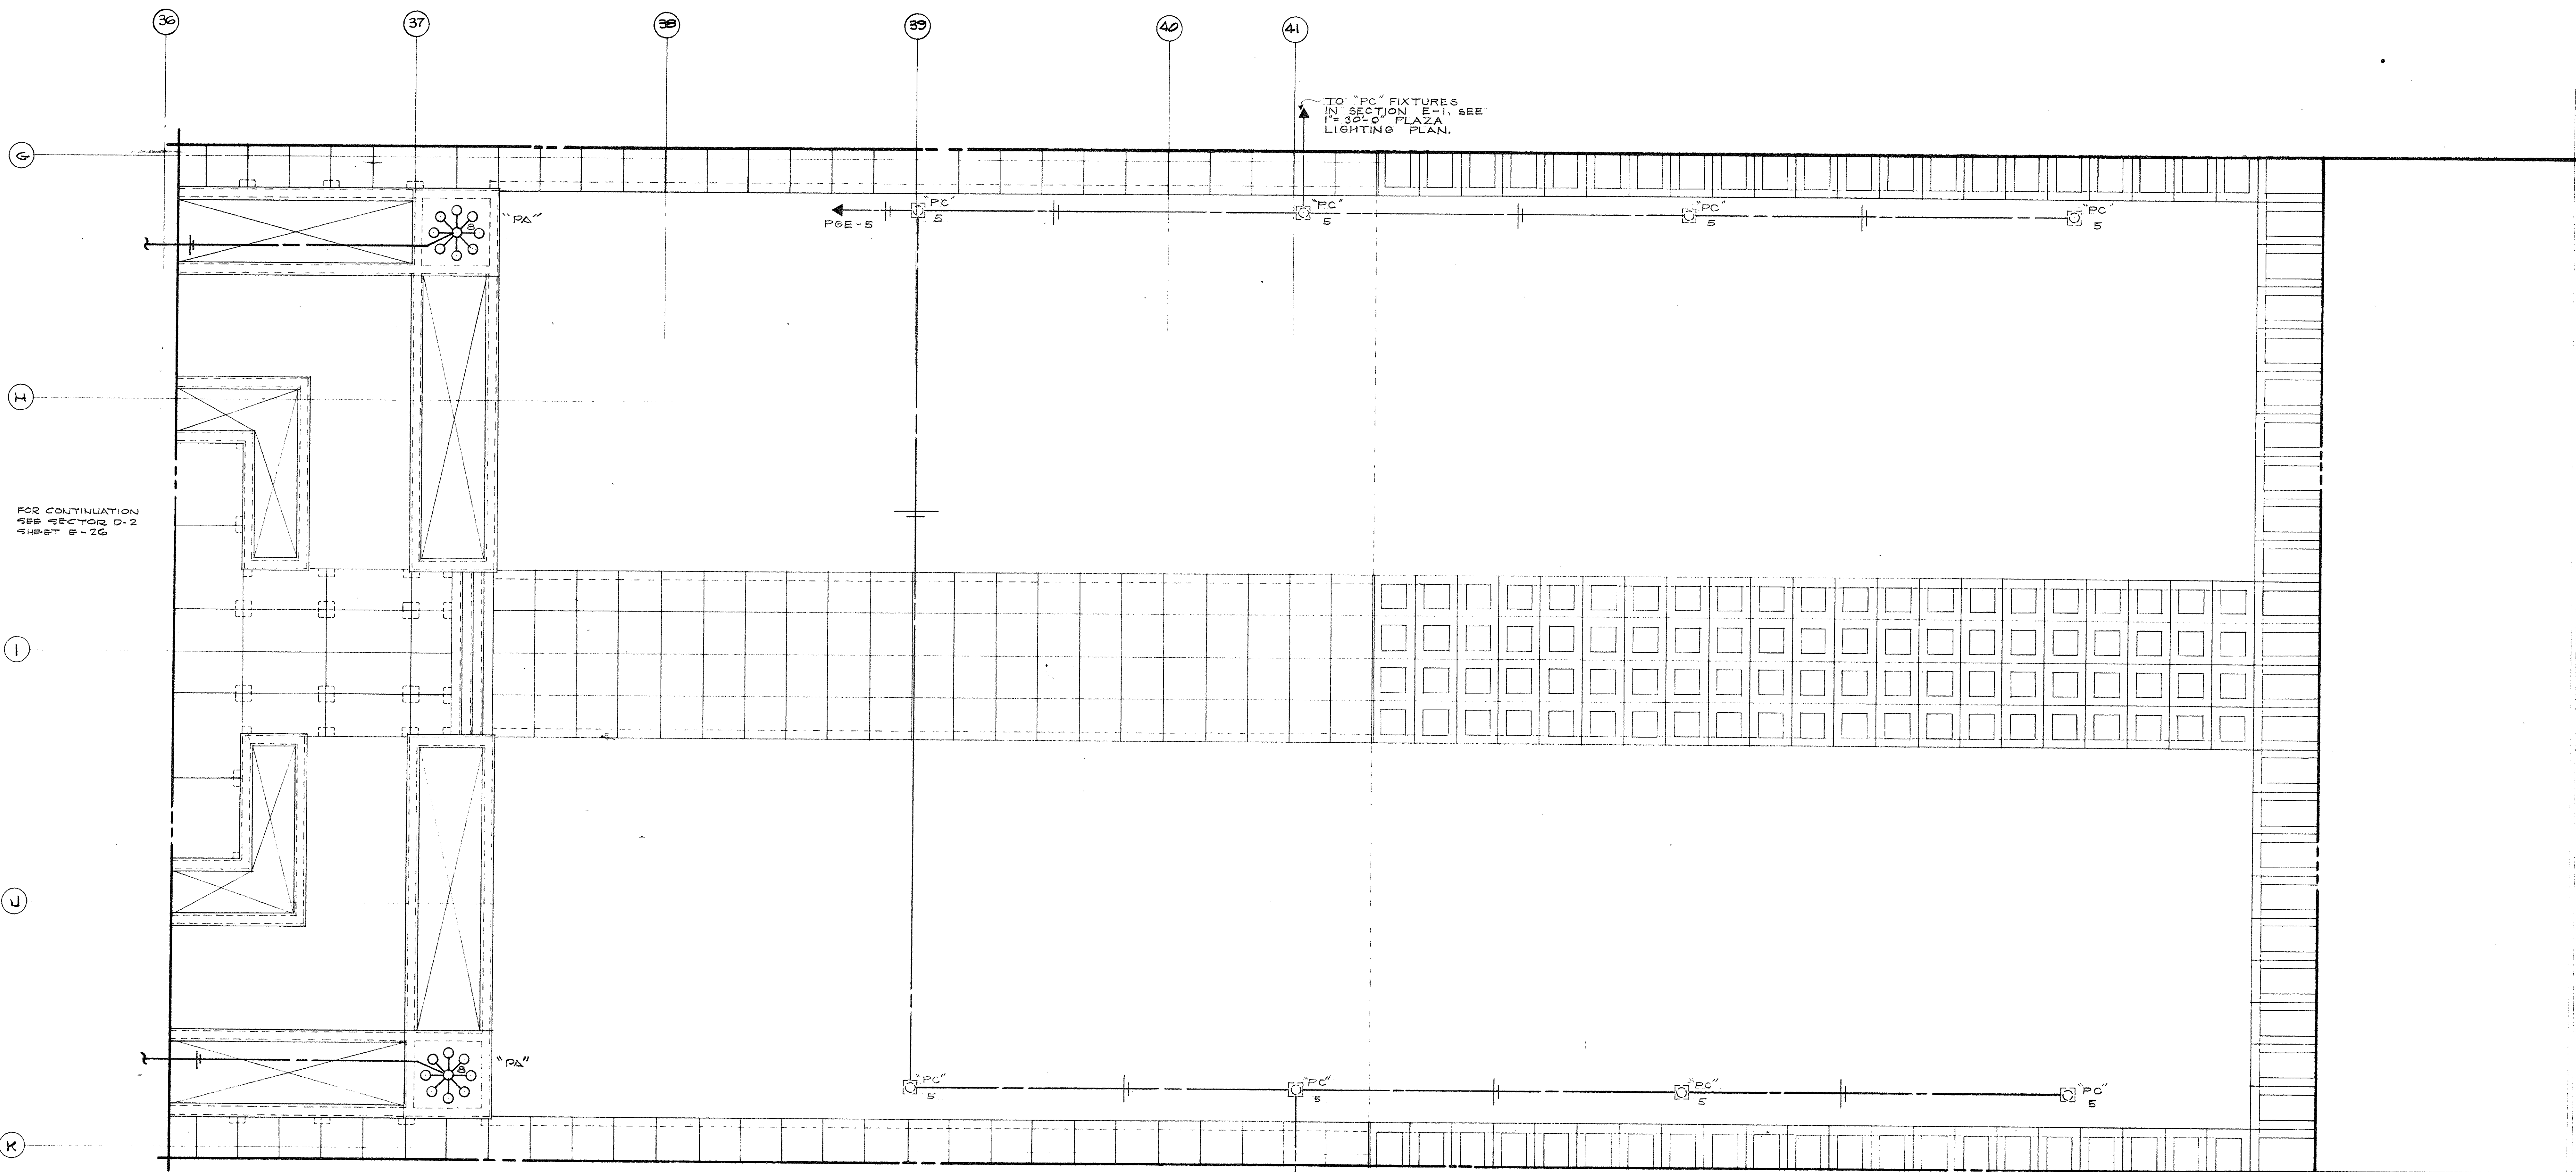 36
37
38
39
40
41
TO "PC" FIXTURES
IN SECTION E-1, SEE
1"=30'-0" PLAZA
LIGHTING PLAN.
G
"PA"
8
PGE-5
"PC"
5
"PC"
5
"PC"
5
"PC"
5
H
FOR CONTINUATION
SEE SECTOR D-2
SHEET E-26
I
J
"PA"
8
"PC"
5
"PC"
5
"PC"
5
"PC"
5
K